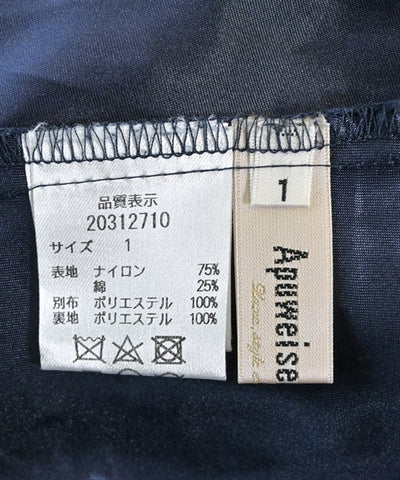 品質表示
20312710
サイズ 1
表地 ナイロン 75%
綿 25%
別布 ポリエステル 100%
裏地 ポリエステル 100%
1
Apuweise